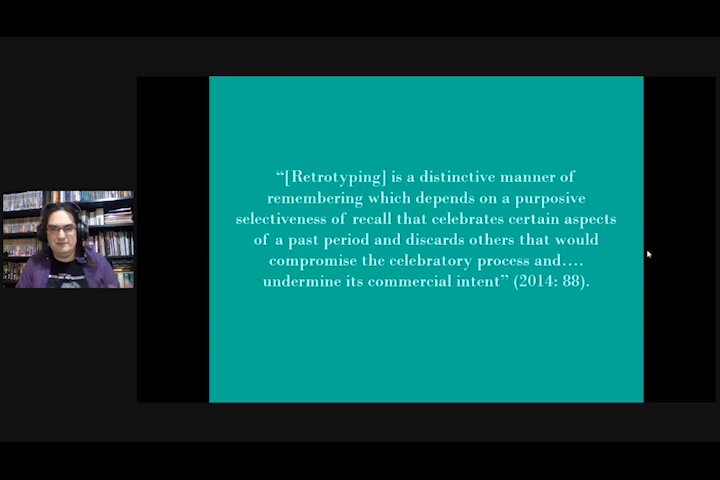 “[Retrotyping] is a distinctive manner of
remembering which depends on a purposive
selectiveness of recall that celebrates certain aspects
of a past period and discards others that would
compromise the celebratory process and….
undermine its commercial intent” (2014: 88).